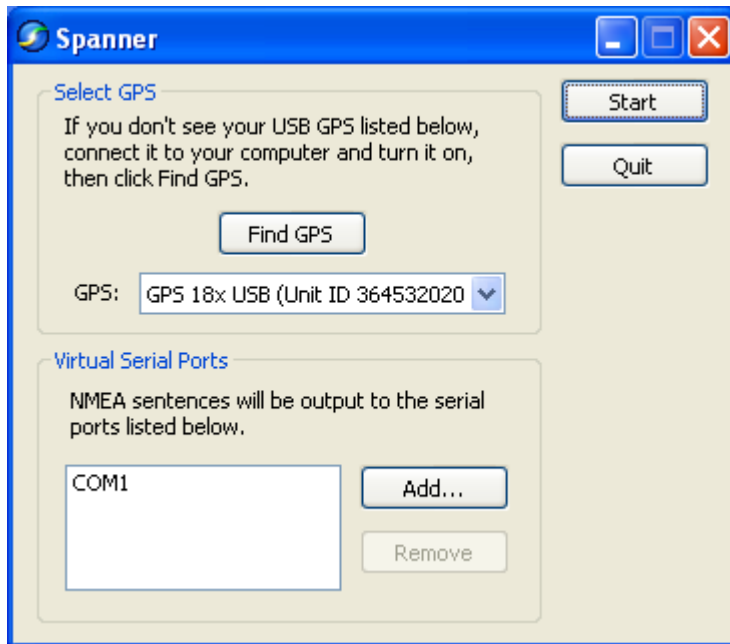 Spanner
Select GPS
If you don't see your USB GPS listed below,
connect it to your computer and turn it on,
then click Find GPS.
Find GPS
GPS: GPS 18x USB (Unit ID 364532020
Start
Quit
Virtual Serial Ports
NMEA sentences will be output to the serial
ports listed below.
COM1
Add...
Remove